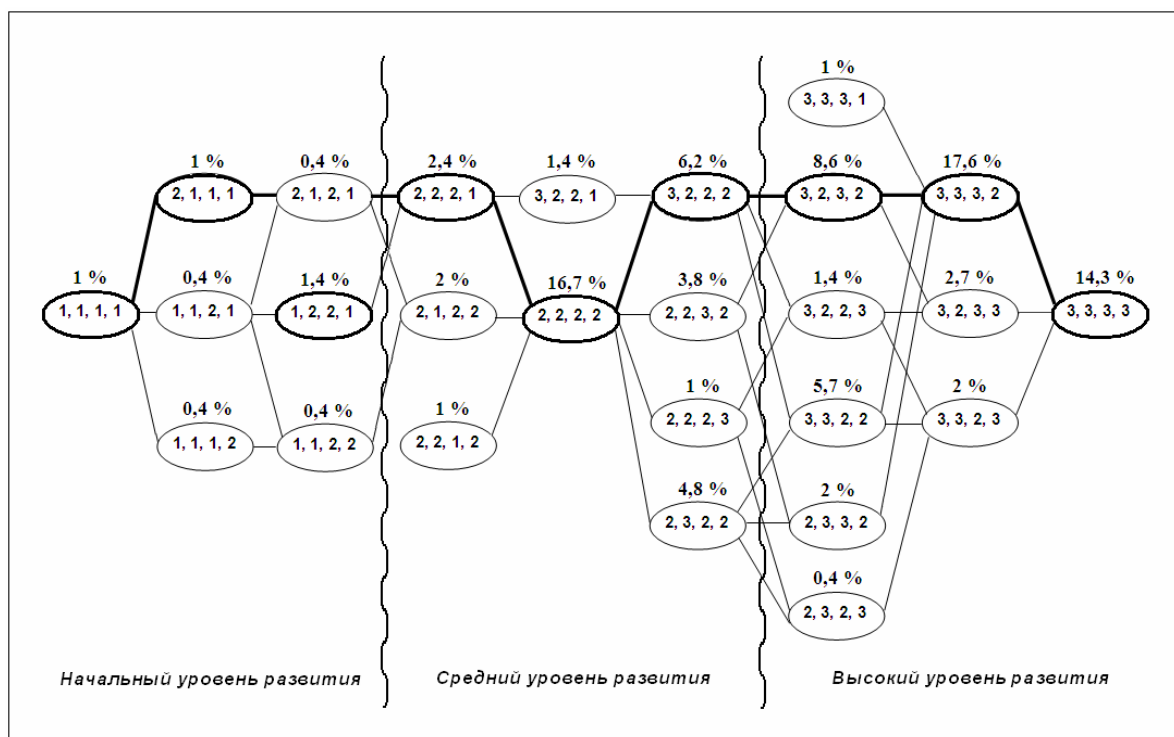 1 %
3, 3, 3, 1
1 %
0,4 %
2,4 %
1,4 %
6,2 %
8,6 %
17,6 %
2, 1, 1, 1
2, 1, 2, 1
2, 2, 2, 1
3, 2, 2, 1
3, 2, 2, 2
3, 2, 3, 2
3, 3, 3, 2
1 %
0,4 %
1,4 %
2 %
16,7 %
3,8 %
1,4 %
2,7 %
14,3 %
1, 1, 1, 1
1, 1, 2, 1
1, 2, 2, 1
2, 1, 2, 2
2, 2, 2, 2
2, 2, 3, 2
3, 2, 2, 3
3, 2, 3, 3
3, 3, 3, 3
0,4 %
0,4 %
1 %
1 %
5,7 %
2 %
1, 1, 1, 2
1, 1, 2, 2
2, 2, 1, 2
2, 2, 2, 3
3, 3, 2, 2
3, 3, 2, 3
4,8 %
2 %
2, 3, 2, 2
2, 3, 3, 2
0,4 %
2, 3, 2, 3
Начальный уровень развития
Средний уровень развития
Высокий уровень развития